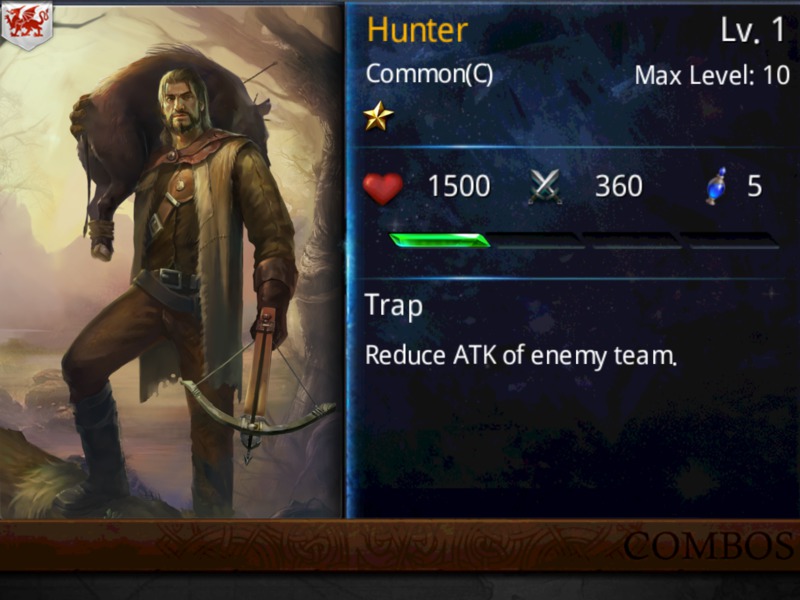 Hunter
Lv. 1
Common(C)
Max Level: 10
1500
360
5
Trap
Reduce ATK of enemy team.
COMBOS